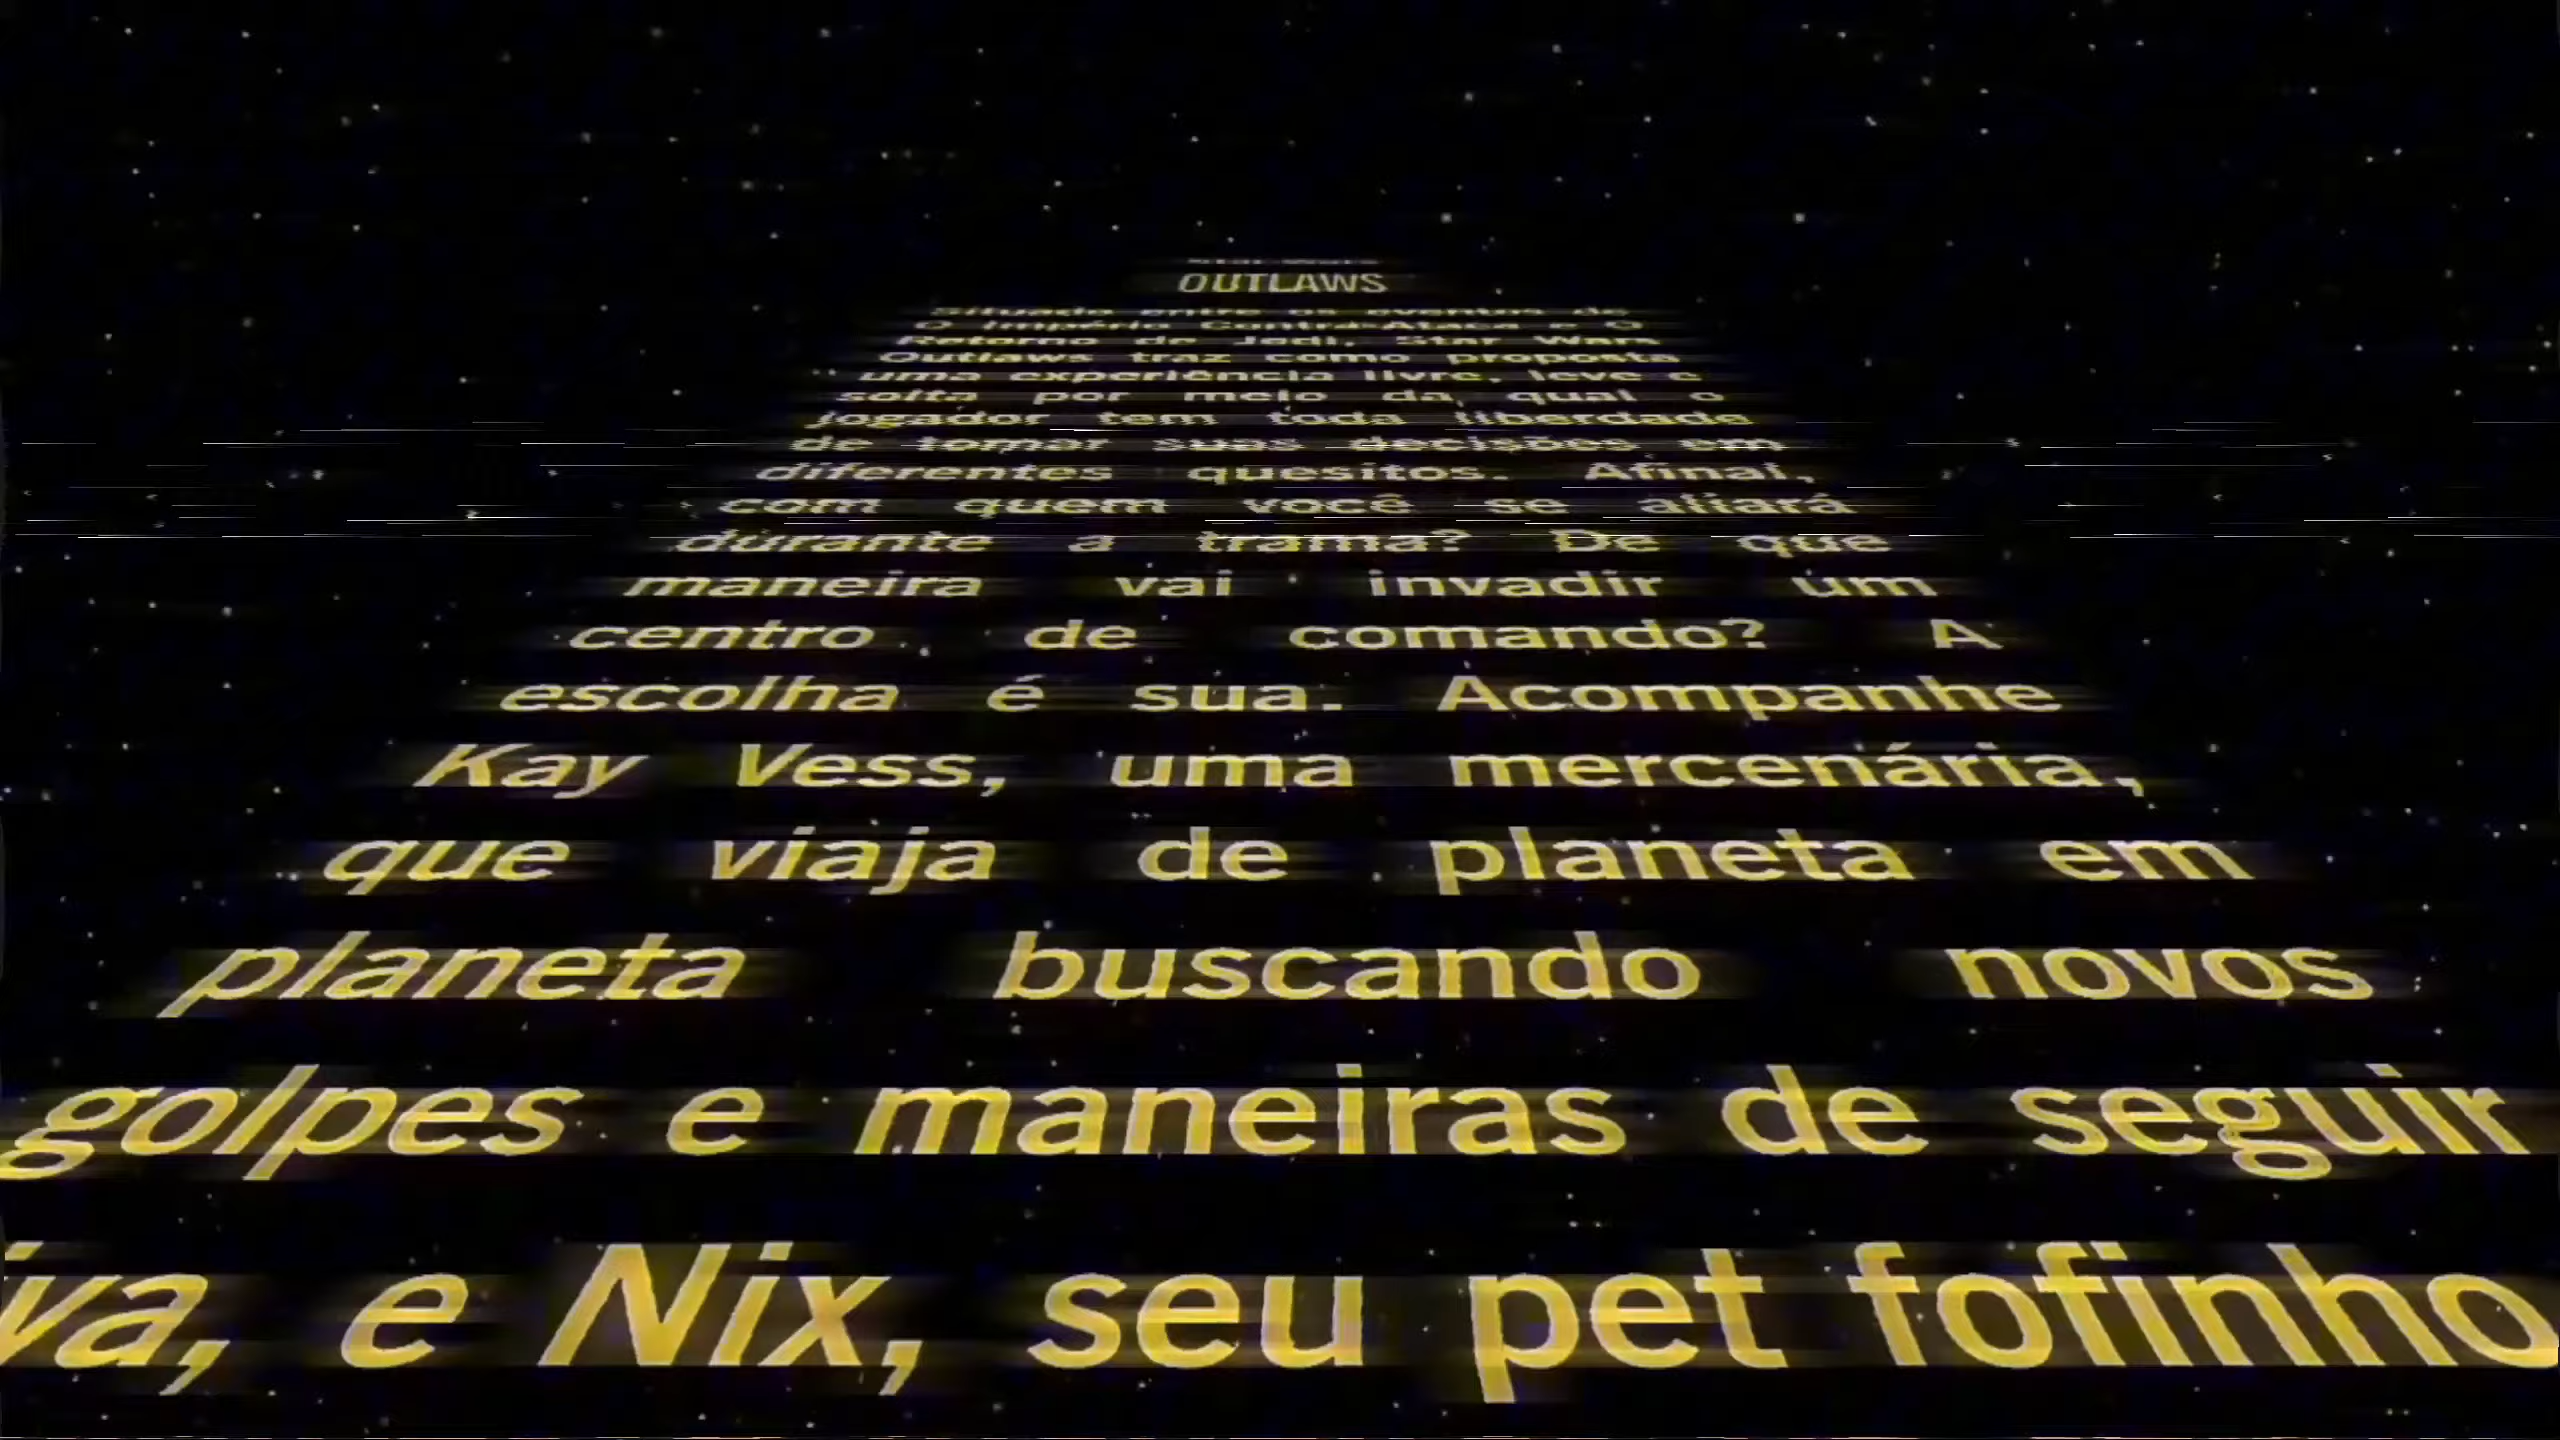 Star Wars
OUTLAWS
Situado entre os eventos de
O Império Contra-Ataca e O
Retorno de Jedi, Star Wars
Outlaws traz como proposta
uma experiência livre, leve e
solta por meio da qual o
jogador tem toda liberdade
de tomar suas decisões em
diferentes quesitos. Afinal,
com quem você se aliará
durante a trama? De que
maneira vai invadir um
centro de comando? A
escolha é sua. Acompanhe
Kay Vess, uma mercenária,
que viaja de planeta em
planeta buscando novos
golpes e maneiras de seguir
iva, e Nix, seu pet fofinho